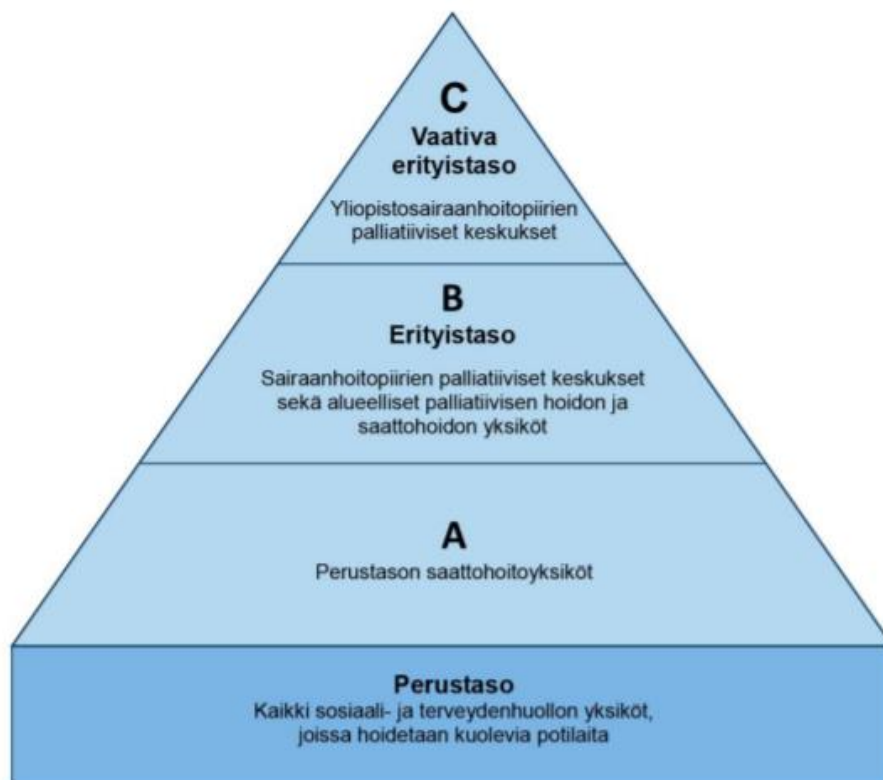 C
Vaativa
erityistaso
Yliopistosairaanhoitopiirien
palliatiiviset keskukset
B
Erityistaso
Sairaanhoitopiirien palliatiiviset keskukset
sekä alueelliset palliatiivisen hoidon ja
saattohoidon yksiköt
A
Perustason saattohoitoyksiköt
Perustaso
Kaikki sosiaali- ja terveydenhuollon yksiköt,
joissa hoidetaan kuolevia potilaita